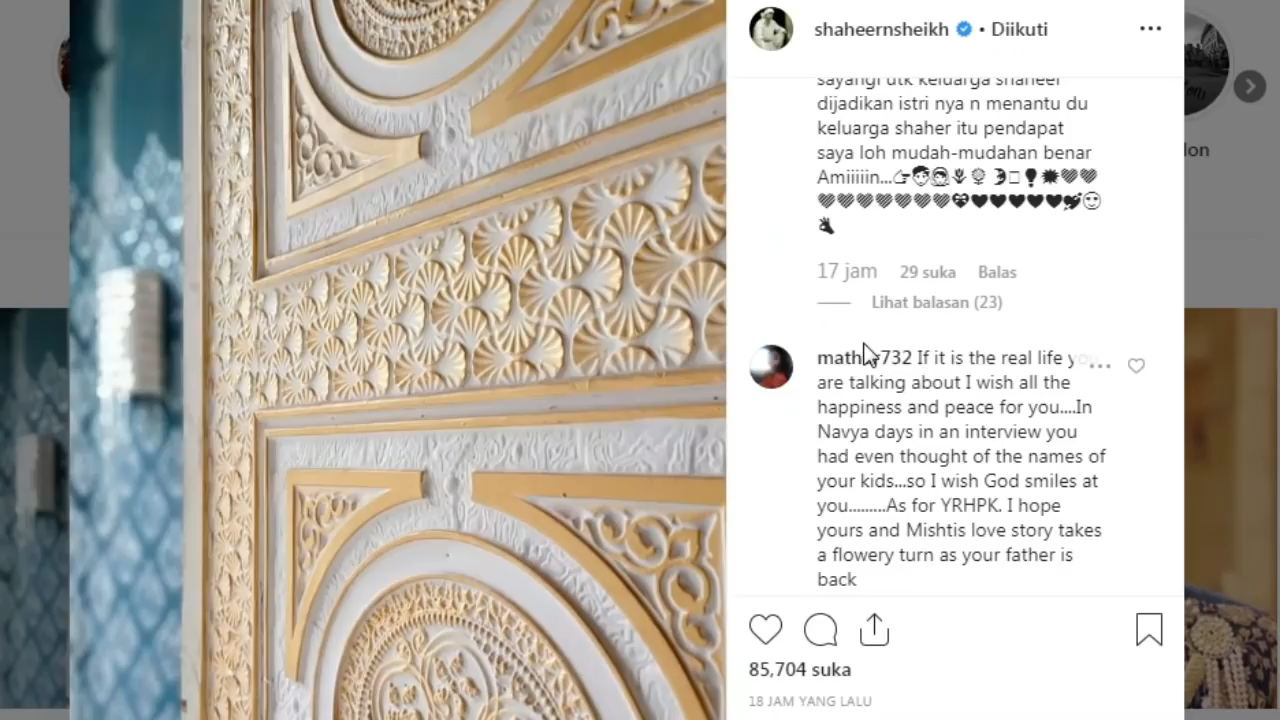 shaheernsheikh • Diikuti
sayangi utk keluarga shaheer
dijadikan istri nya n menantu du
keluarga shaher itu pendapat
saya loh mudah-mudahan benar
Amiiiiin...
17 jam 29 suka Balas
Lihat balasan (23)
If it is the real life you
are talking about I wish all the
happiness and peace for you....In
Navya days in an interview you
had even thought of the names of
your kids...so I wish God smiles at
you.........As for YRHPK. I hope
yours and Mishtis love story takes
a flowery turn as your father is
back
85,704 suka
18 JAM YANG LALU